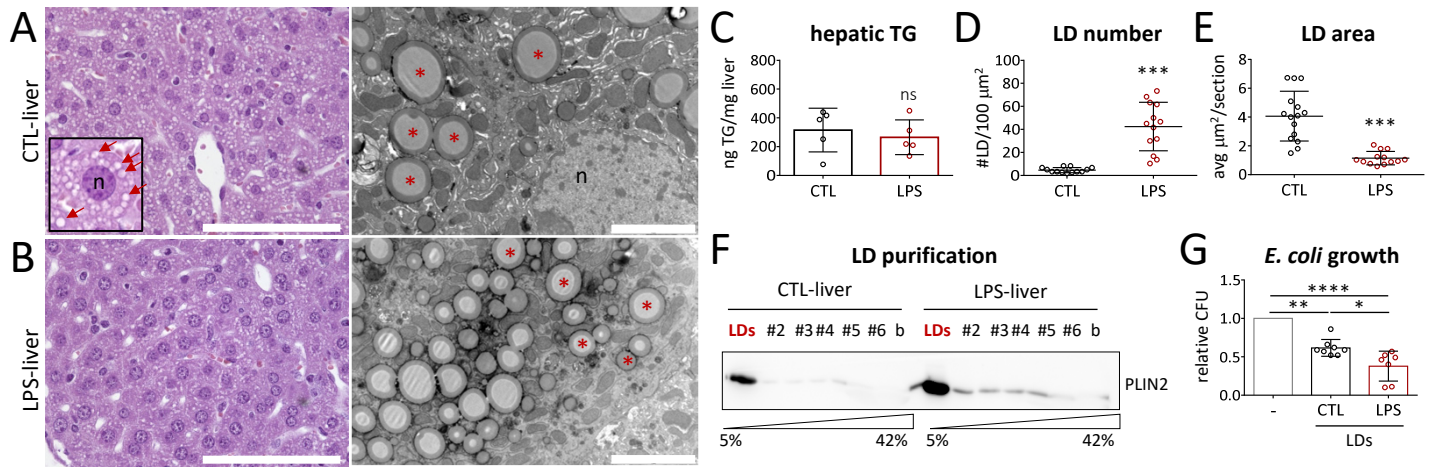 A
CTL-liver
n
*
*
*
*
*
n
B
LPS-liver
*
*
*
*
*
C
hepatic TG
ng TG/mg liver
800
600
400
200
0
ns
CTL
LPS
D
LD number
#LD/100 µm²
100
80
60
40
20
0
***
CTL
LPS
E
LD area
avg µm²/section
8
6
4
2
0
***
CTL
LPS
F
LD purification
CTL-liver
LPS-liver
LDs #2 #3 #4 #5 #6 b
LDs #2 #3 #4 #5 #6 b
PLIN2
5%
42%
5%
42%
G
E. coli growth
relative CFU
1.5
1.0
0.5
0.0
****
**
*
-
CTL
LPS
LDs